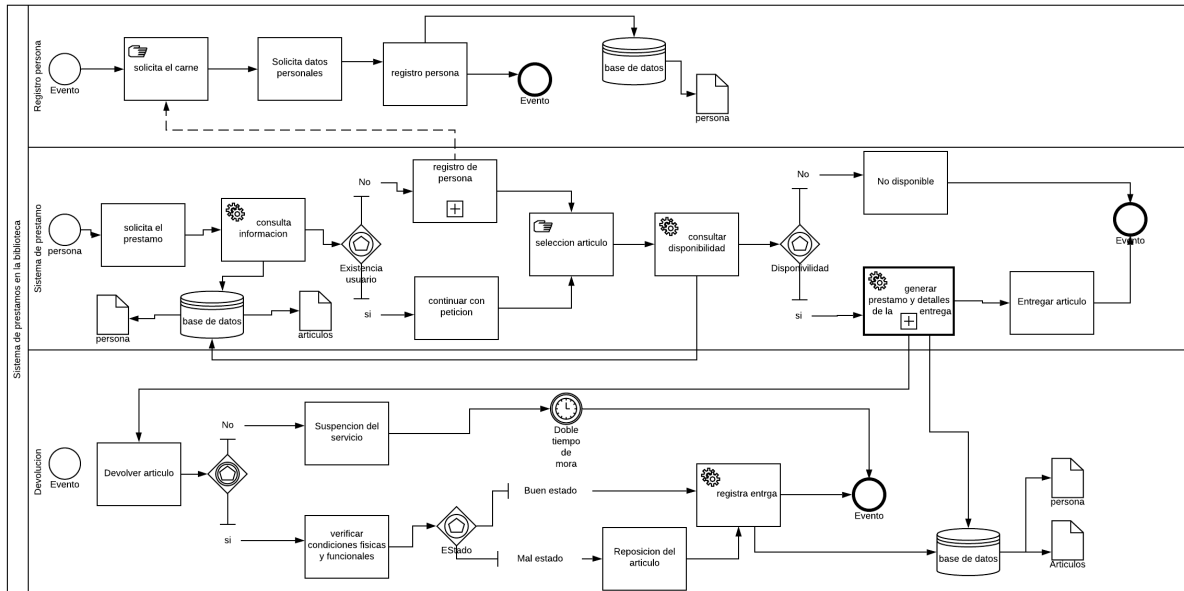 Sistema de prestamos en la biblioteca
Registro persona
Evento
solicita el carne
Solicita datos
personales
registro persona
Evento
base de datos
persona
Sistema de prestamo
persona
solicita el
prestamo
consulta
informacion
Existencia
usuario
No
registro de
persona
si
continuar con
peticion
base de datos
persona
articulos
seleccion articulo
consultar
disponibilidad
Disponivilidad
No
No disponible
si
generar
prestamo y detalles
de la entrega
Entregar articulo
Evento
Devolucion
Evento
Devolver articulo
No
Suspencion del
servicio
Doble
tiempo
de
mora
si
verificar
condiciones fisicas
y funcionales
EStado
Buen estado
Mal estado
Reposicion del
articulo
registra entrga
Evento
base de datos
persona
Articulos